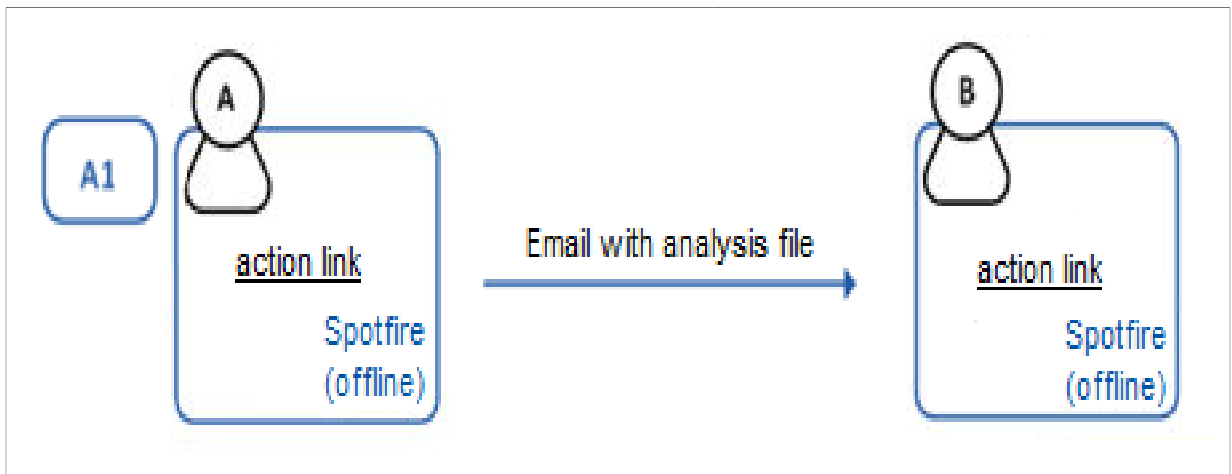 A
B
A1
Email with analysis file
action link
action link
Spotfire
(offline)
Spotfire
(offline)